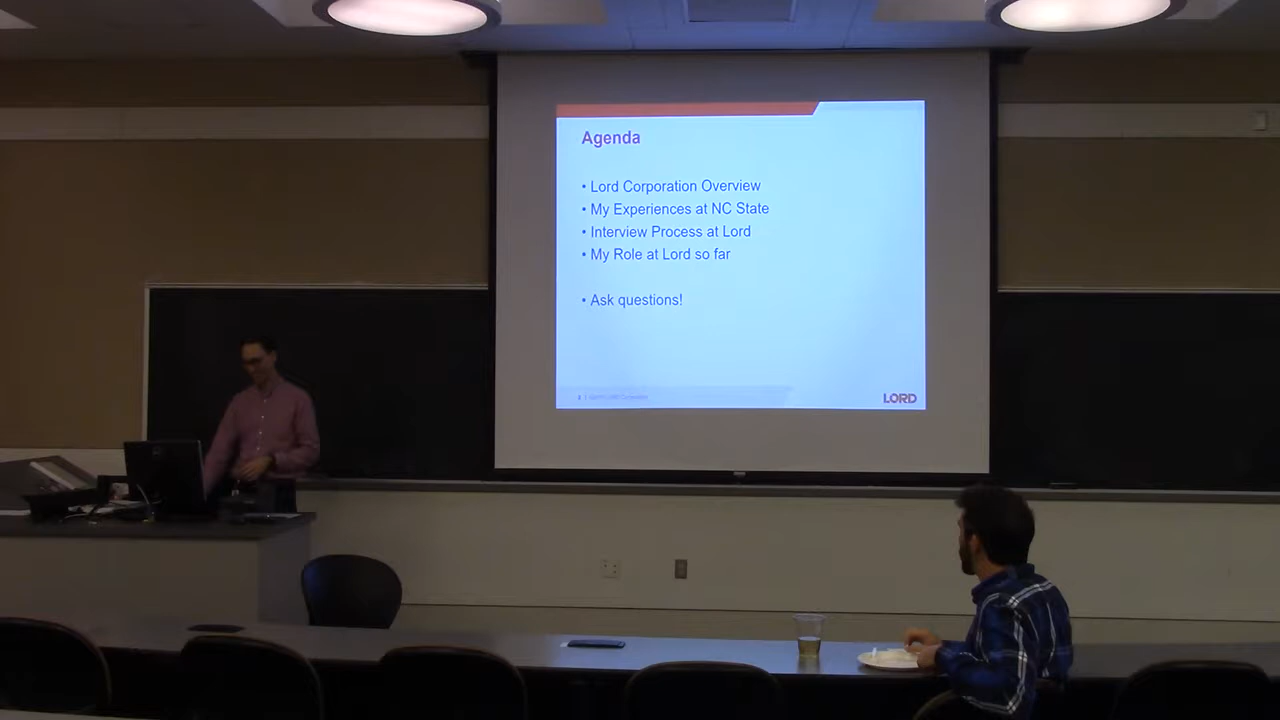 Agenda
• Lord Corporation Overview
• My Experiences at NC State
• Interview Process at Lord
• My Role at Lord so far
• Ask questions!
LORD